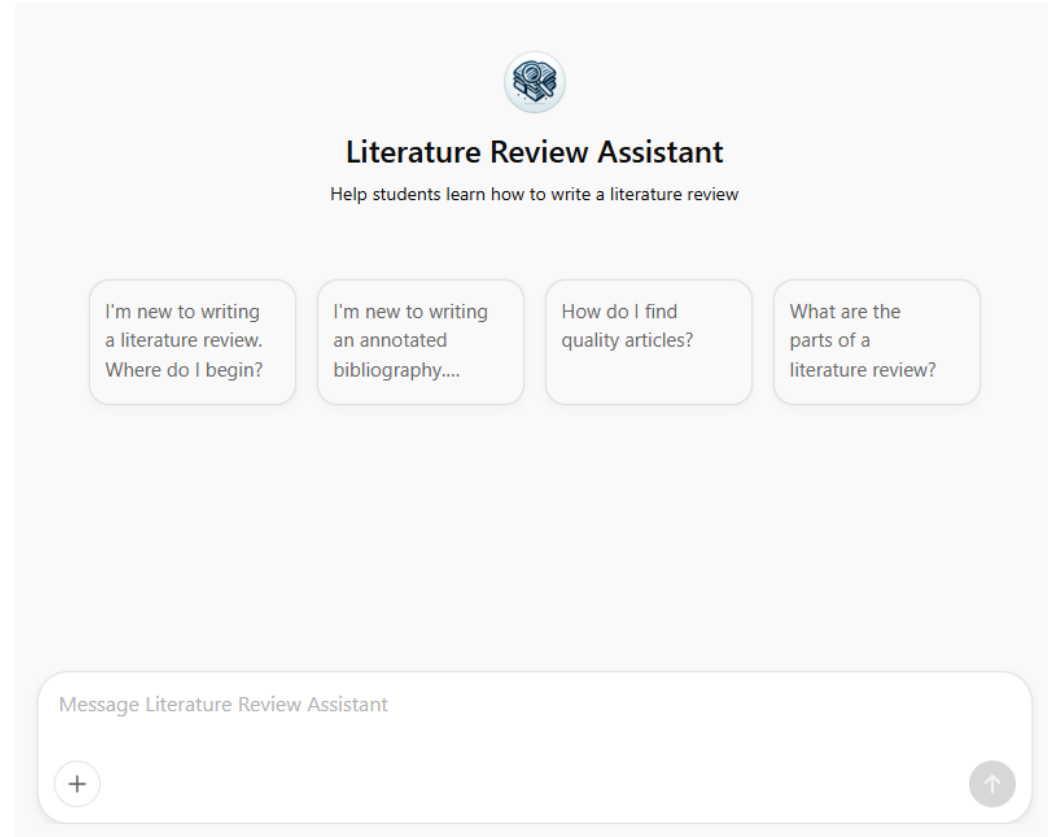 Literature Review Assistant
Help students learn how to write a literature review
I'm new to writing
a literature review.
Where do I begin?
I'm new to writing
an annotated
bibliography....
How do I find
quality articles?
What are the
parts of a
literature review?
Message Literature Review Assistant